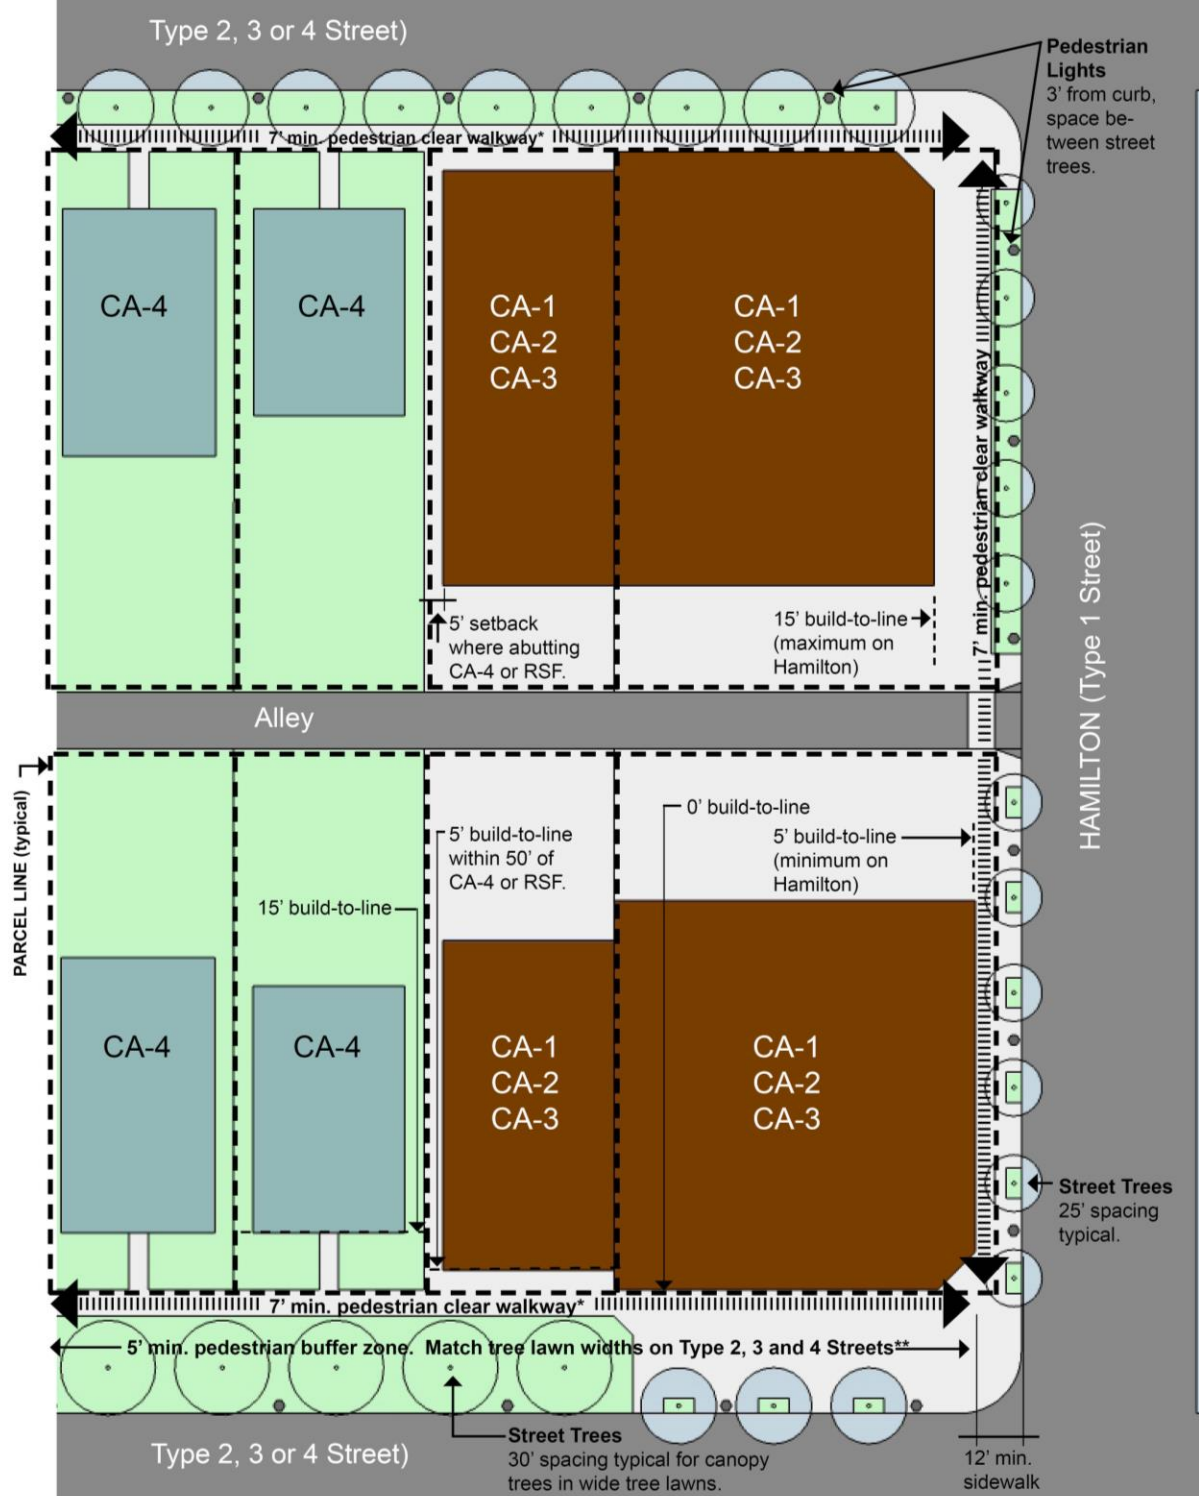 Type 2, 3 or 4 Street)
Pedestrian
Lights
3' from curb,
space be-
tween street
trees.
7' min. pedestrian clear walkway*
CA-4
CA-4
CA-1
CA-2
CA-3
CA-1
CA-2
CA-3
7' min. pedestrian clear walkway
HAMILTON (Type 1 Street)
5' setback
where abutting
CA-4 or RSF.
15' build-to-line
(maximum on
Hamilton)
Alley
PARCEL LINE (typical)
0' build-to-line
5' build-to-line
within 50' of
CA-4 or RSF.
5' build-to-line
(minimum on
Hamilton)
15' build-to-line
CA-4
CA-4
CA-1
CA-2
CA-3
CA-1
CA-2
CA-3
Street Trees
25' spacing
typical.
7' min. pedestrian clear walkway*
5' min. pedestrian buffer zone. Match tree lawn widths on Type 2, 3 and 4 Streets**
Type 2, 3 or 4 Street)
Street Trees
30' spacing typical for canopy
trees in wide tree lawns.
12' min.
sidewalk